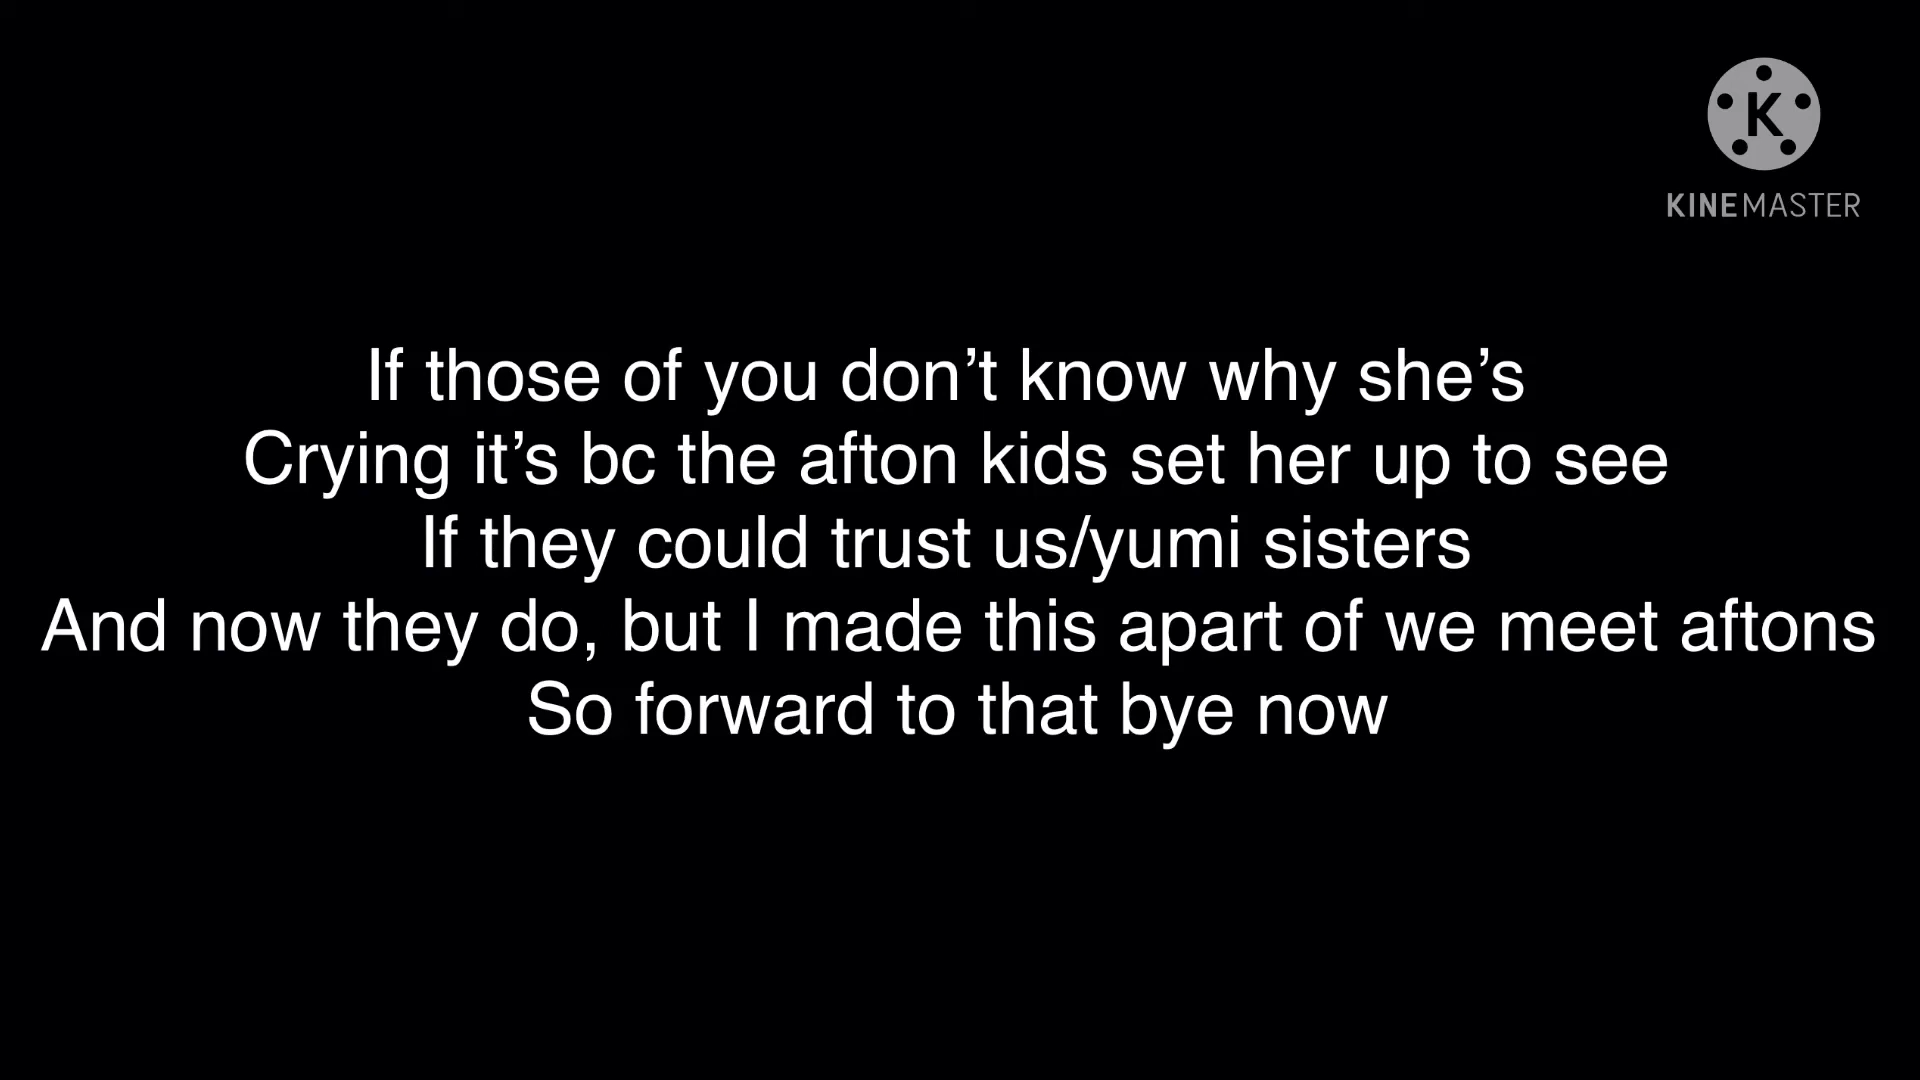 K
KINEMASTER
If those of you don’t know why she’s
Crying it’s bc the afton kids set her up to see
If they could trust us/yumi sisters
And now they do, but I made this apart of we meet aftons
So forward to that bye now